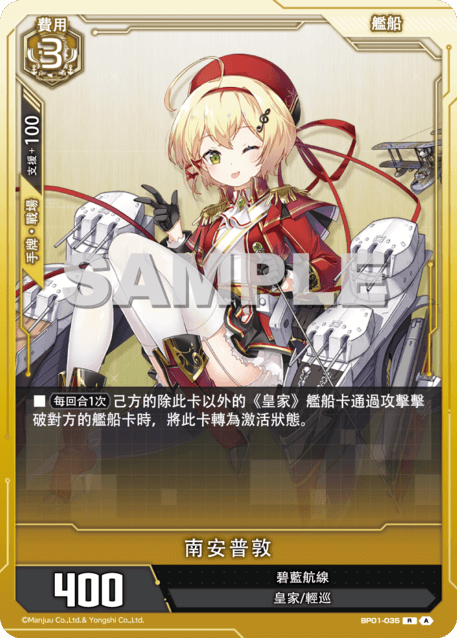 費用
艦船
3
支援+100
手牌・戰場
SAMPLE
■ 每回合1次 己方的除此卡以外的《皇家》艦船卡通過攻擊擊
破對方的艦船卡時，將此卡轉為激活狀態。
南安普敦
400
碧藍航線
皇家/輕巡
©Manjuu Co.,Ltd.& Yongshi Co.,Ltd.
BP01-035 R A